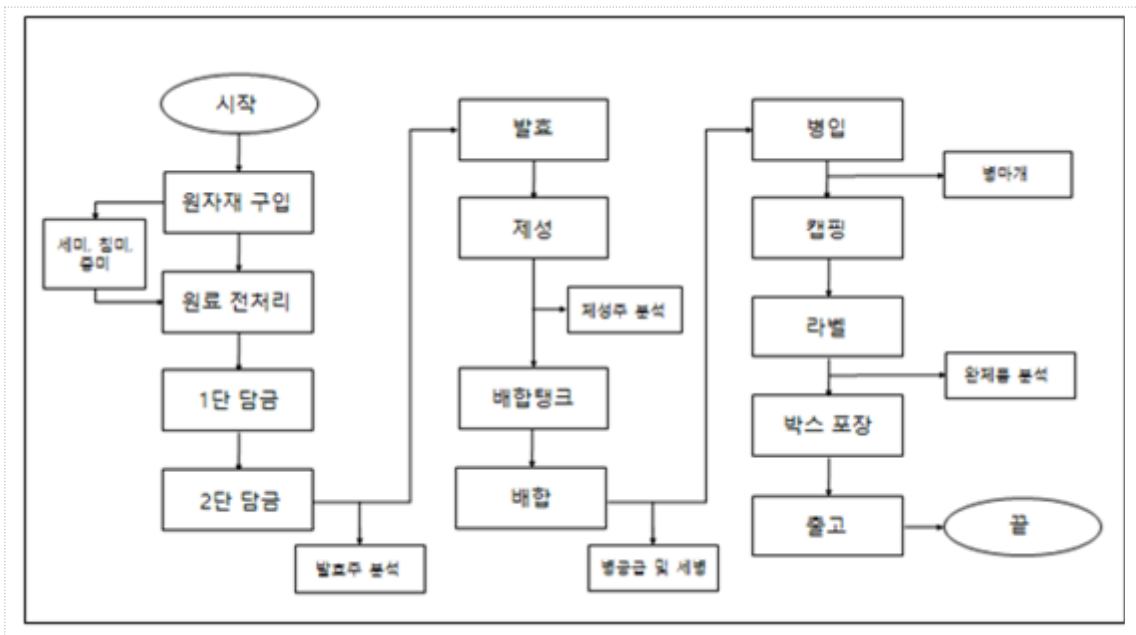 시작
원자재 구입
세미, 침미,
증미
원료 전처리
1단 담금
2단 담금
발효주 분석
발효
제성
제성주 분석
배합탱크
배합
병공급 및 세병
병입
병마개
캡핑
라벨
완제품 분석
박스 포장
출고
끝